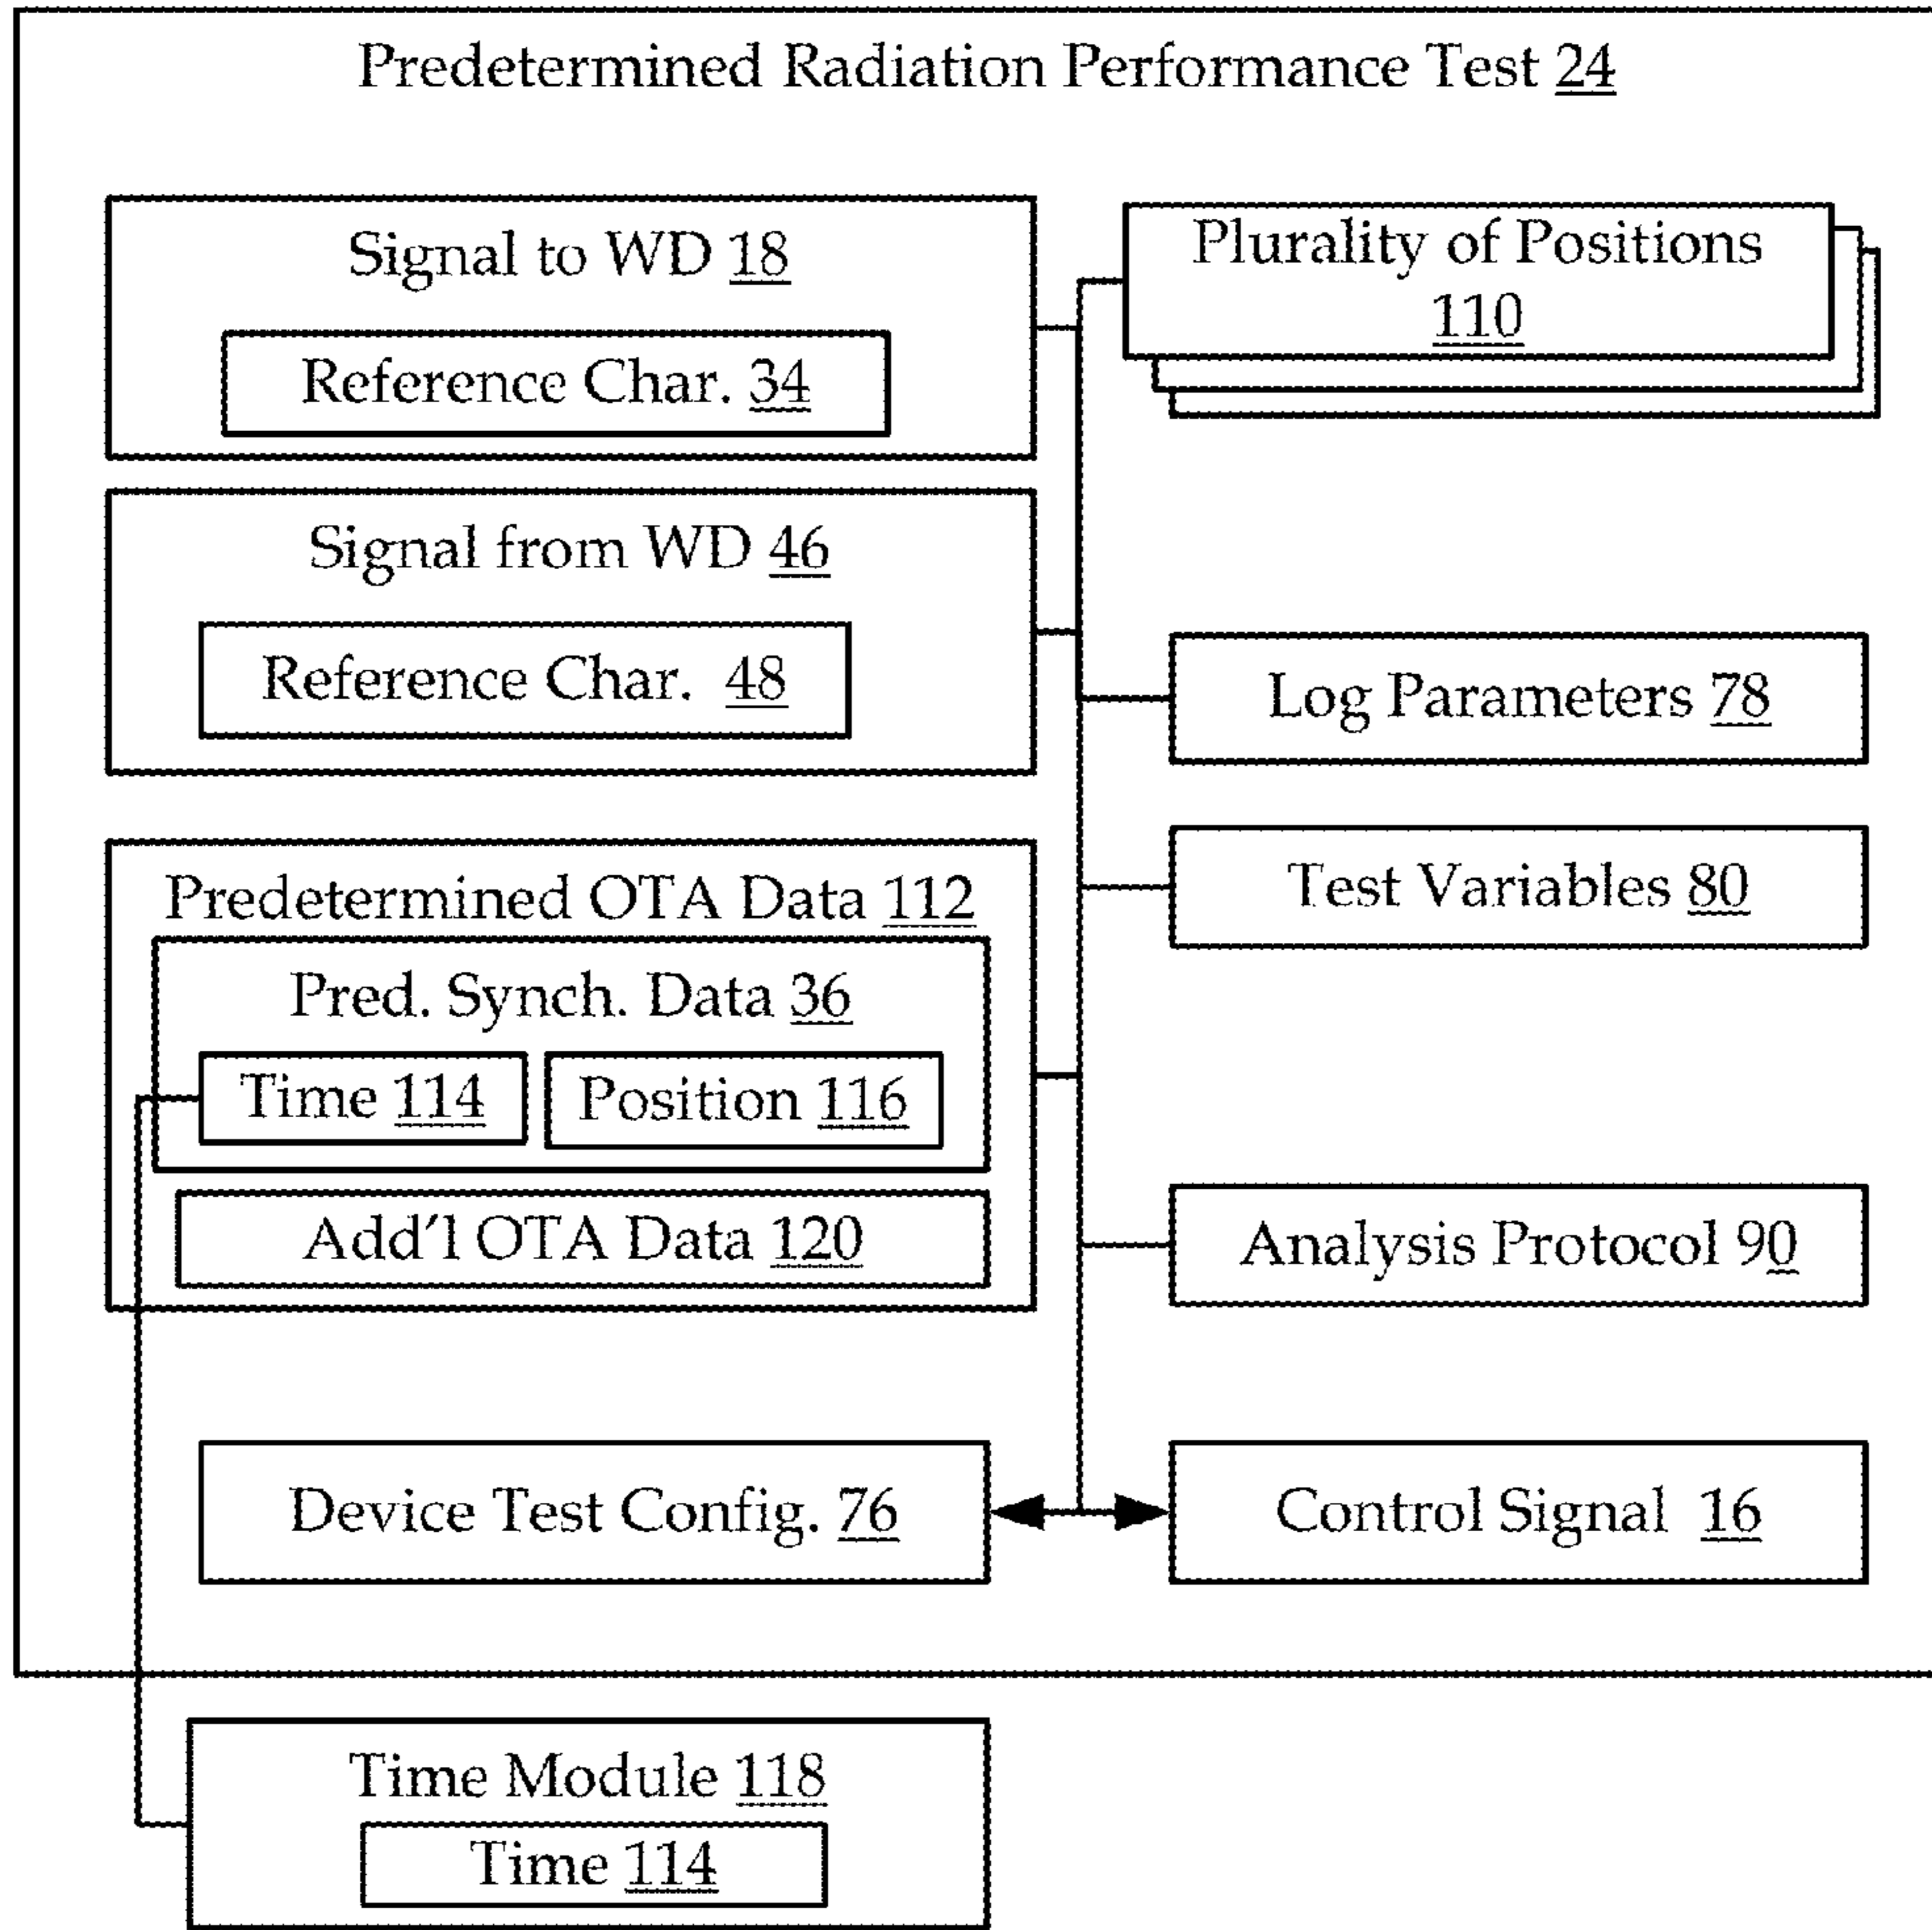 Predetermined Radiation Performance Test 24
Signal to WD 18
Reference Char. 34
Signal from WD 46
Reference Char. 48
Predetermined OTA Data 112
Pred. Synch. Data 36
Time 114
Position 116
Add'l OTA Data 120
Device Test Config. 76
Plurality of Positions
110
Log Parameters 78
Test Variables 80
Analysis Protocol 90
Control Signal 16
Time Module 118
Time 114